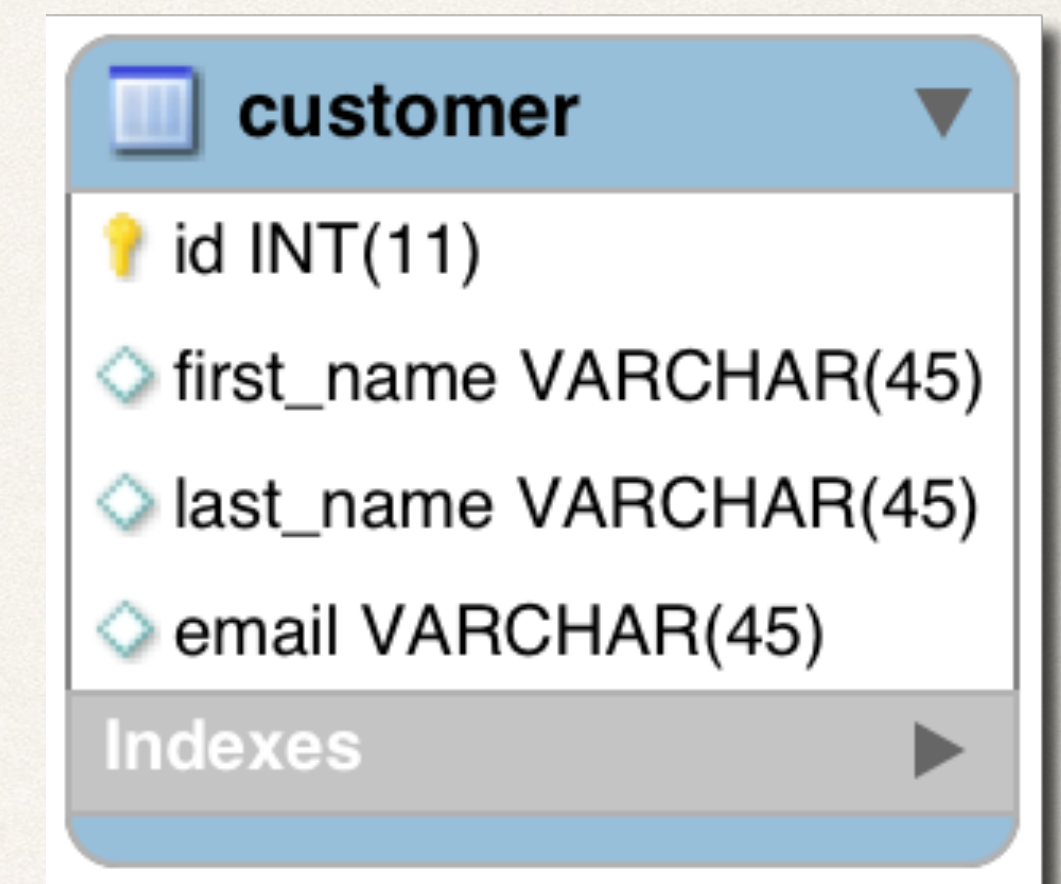 customer
id INT(11)
first_name VARCHAR(45)
last_name VARCHAR(45)
email VARCHAR(45)
Indexes